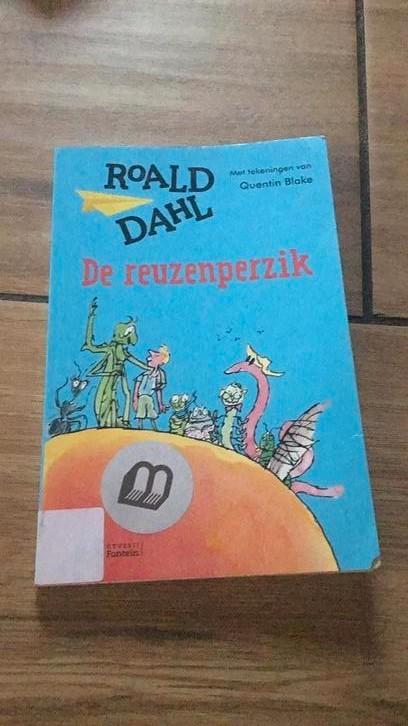 ROALD
DAHL
Met tekeningen van
Quentin Blake
De reuzenperzik
Fontein